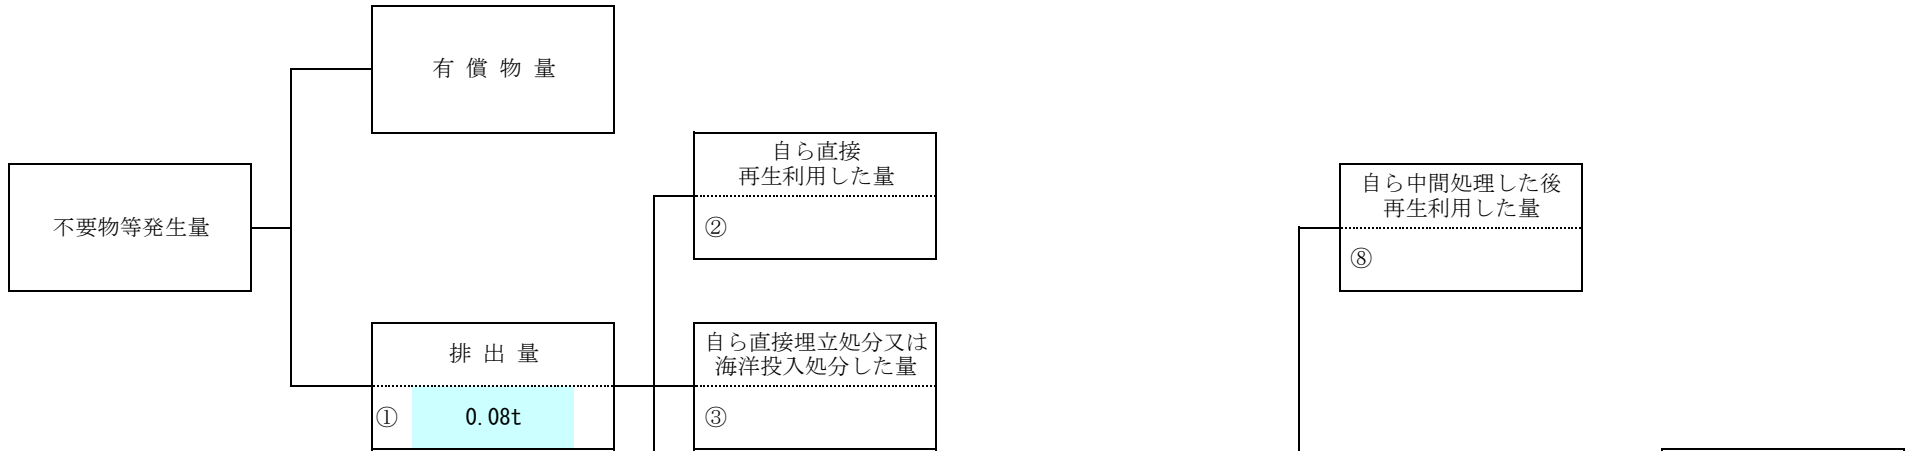 有 償 物 量
自ら直接
再生利用した量
②
不要物等発生量
自ら中間処理した後
再生利用した量
⑧
排 出 量
① 0.08t
自ら直接埋立処分又は
海洋投入処分した量
③